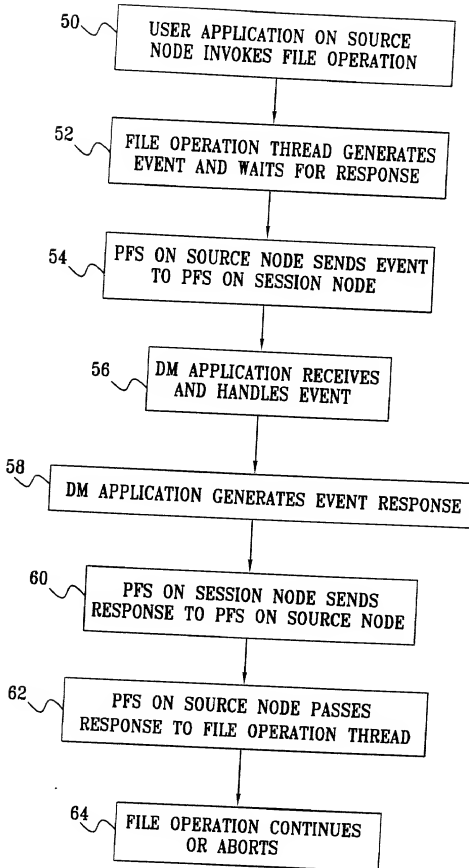 50
USER APPLICATION ON SOURCE
NODE INVOKES FILE OPERATION
52
FILE OPERATION THREAD GENERATES
EVENT AND WAITS FOR RESPONSE
54
PFS ON SOURCE NODE SENDS EVENT
TO PFS ON SESSION NODE
56
DM APPLICATION RECEIVES
AND HANDLES EVENT
58
DM APPLICATION GENERATES EVENT RESPONSE
60
PFS ON SESSION NODE SENDS
RESPONSE TO PFS ON SOURCE NODE
62
PFS ON SOURCE NODE PASSES
RESPONSE TO FILE OPERATION THREAD
64
FILE OPERATION CONTINUES
OR ABORTS